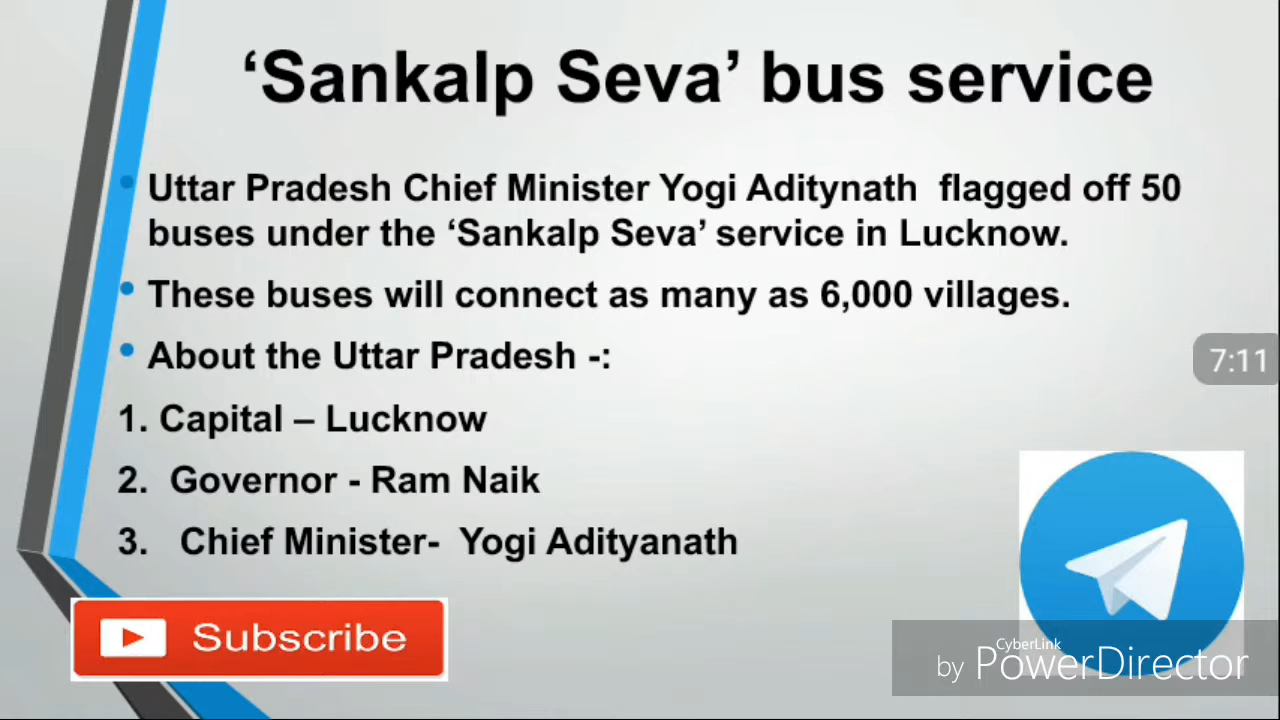 ‘Sankalp Seva’ bus service
• Uttar Pradesh Chief Minister Yogi Aditynath flagged off 50
buses under the ‘Sankalp Seva’ service in Lucknow.
• These buses will connect as many as 6,000 villages.
• About the Uttar Pradesh -:
7:11
1. Capital – Lucknow
2. Governor - Ram Naik
3. Chief Minister- Yogi Adityanath
Subscribe
CyberLink
by PowerDirector